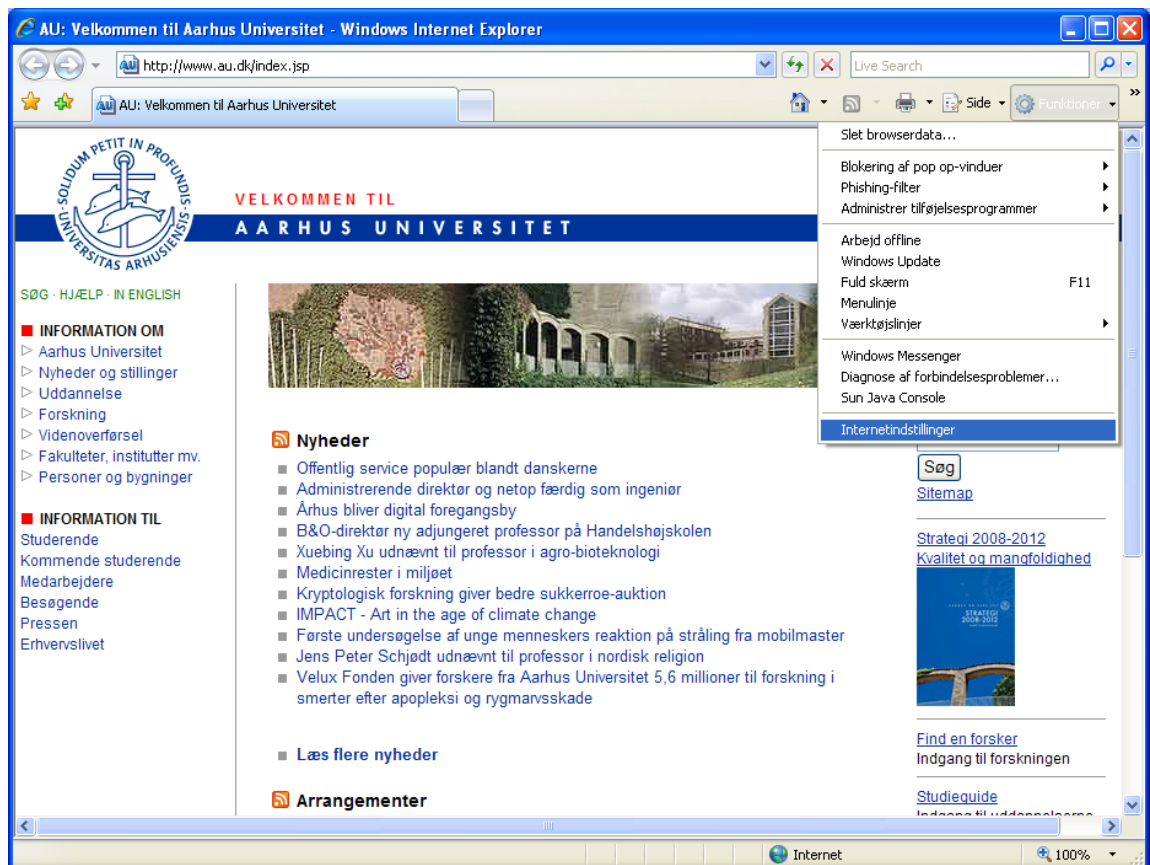 AU: Velkommen til Aarhus Universitet - Windows Internet Explorer
http://www.au.dk/index.jsp
Live Search
AU: Velkommen til Aarhus Universitet
Side
Funktioner
Slet browserdata...
Blokering af pop op-vinduer
Phishing-filter
Administrer tilføjelsesprogrammer
Arbejd offline
Windows Update
Fuld skærm F11
Menulinje
Værktøjslinjer
Windows Messenger
Diagnose af forbindelsesproblemer...
Sun Java Console
Internetindstillinger
SOLIDUM PETIT IN PROFUNDIS
UNIVERSITAS ARHUSIENSIS
VELKOMMEN TIL
AARHUS UNIVERSITET
SØG · HJÆLP · IN ENGLISH
INFORMATION OM
Aarhus Universitet
Nyheder og stillinger
Uddannelse
Forskning
Videnoverførsel
Fakulteter, institutter mv.
Personer og bygninger
INFORMATION TIL
Studerende
Kommende studerende
Medarbejdere
Besøgende
Pressen
Erhvervslivet
Nyheder
Offentlig service populær blandt danskerne
Administrerende direktør og netop færdig som ingeniør
Århus bliver digital foregangsby
B&O-direktør ny adjungeret professor på Handelshøjskolen
Xuebing Xu udnævnt til professor i agro-bioteknologi
Medicinrester i miljøet
Kryptologisk forskning giver bedre sukkerroe-auktion
IMPACT - Art in the age of climate change
Første undersøgelse af unge menneskers reaktion på stråling fra mobilmaster
Jens Peter Schjødt udnævnt til professor i nordisk religion
Velux Fonden giver forskere fra Aarhus Universitet 5,6 millioner til forskning i
smerter efter apopleksi og rygmarvsskade
Læs flere nyheder
Arrangementer
Søg
Sitemap
Strategi 2008-2012
Kvalitet og mangfoldighed
STRATEGI
2008-2012
Find en forsker
Indgang til forskningen
Studieguide
Indgang til uddannelserne
Internet
100%